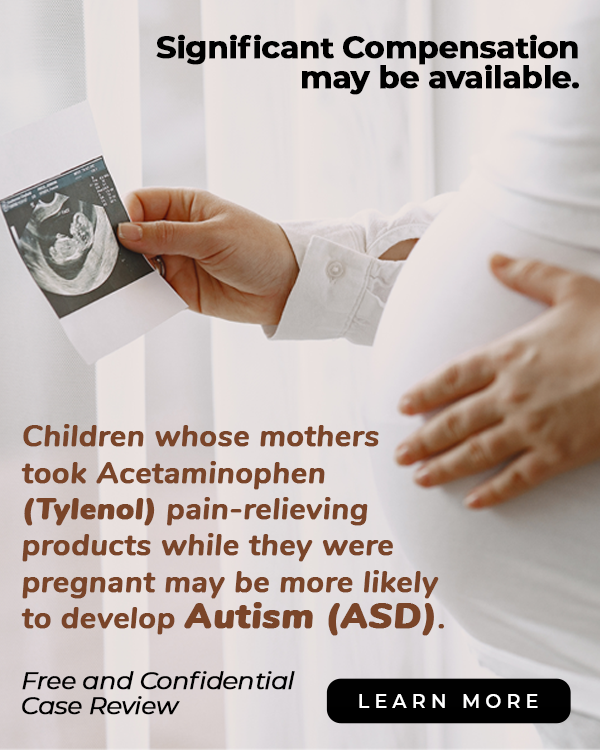 Significant Compensation
may be available.
Children whose mothers
took Acetaminophen
(Tylenol) pain-relieving
products while they were
pregnant may be more likely
to develop Autism (ASD).
Free and Confidential
Case Review
LEARN MORE